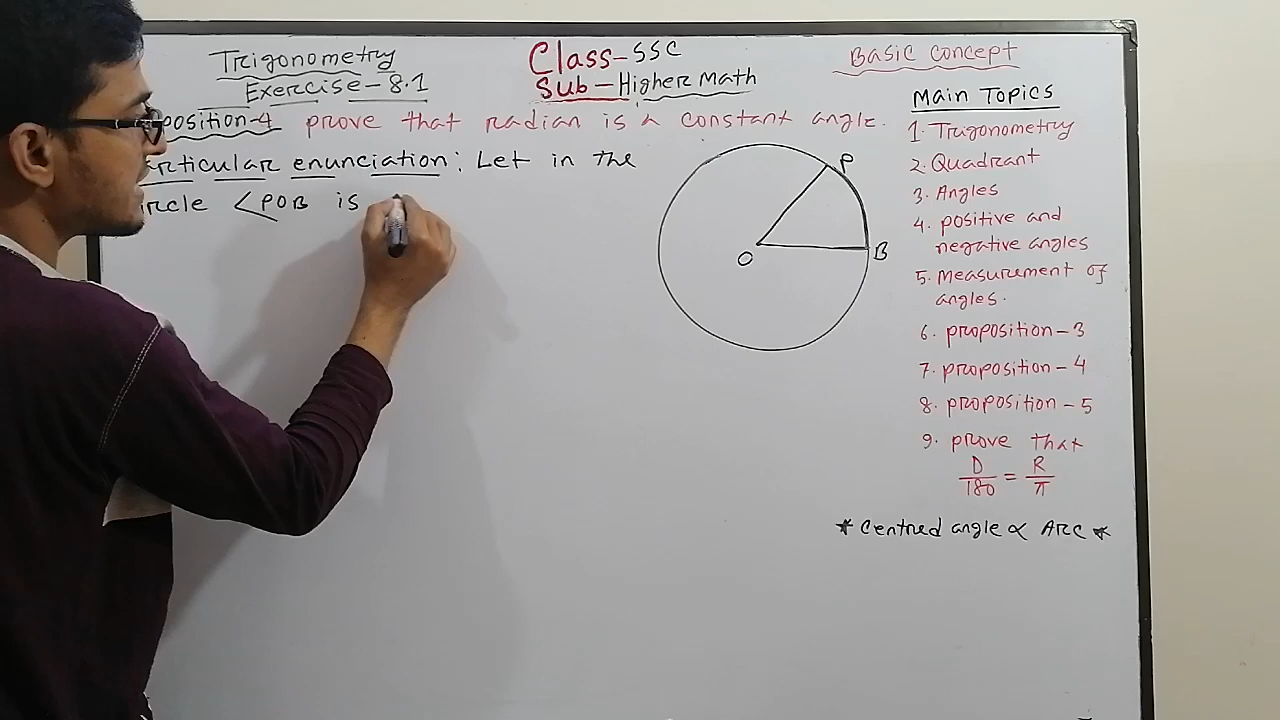 Trigonometry
Exercise-8.1
Class-SSC
Sub-Higher Math
Basic Concept
position-4 prove that radian is a constant angle.
articular enunciation: Let in the
ircle <POB is
P
O
B
Main Topics
1. Trigonometry
2. Quadrant
3. Angles
4. positive and
negative angles
5. Measurement of
angles.
6. proposition-3
7. proposition-4
8. proposition-5
9. prove that
D/180 = R/π
* Centred angle ∝ Arc *